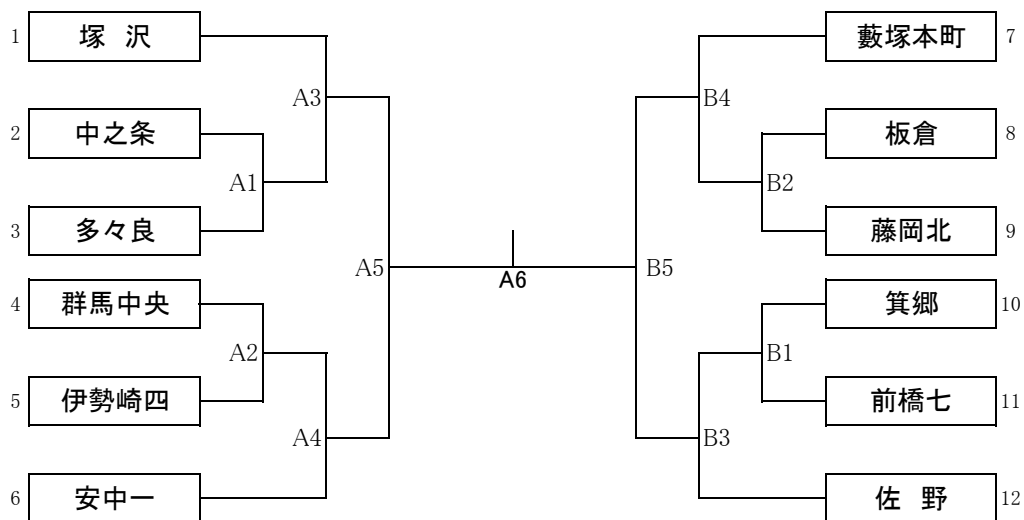 1 塚 沢
A3
2 中之条
A1
3 多々良
A5
4 群馬中央
A2
5 伊勢崎四
A4
6 安中一
A6
藪塚本町 7
B4
板倉 8
B2
藤岡北 9
B5
箕郷 10
B1
前橋七 11
B3
佐 野 12